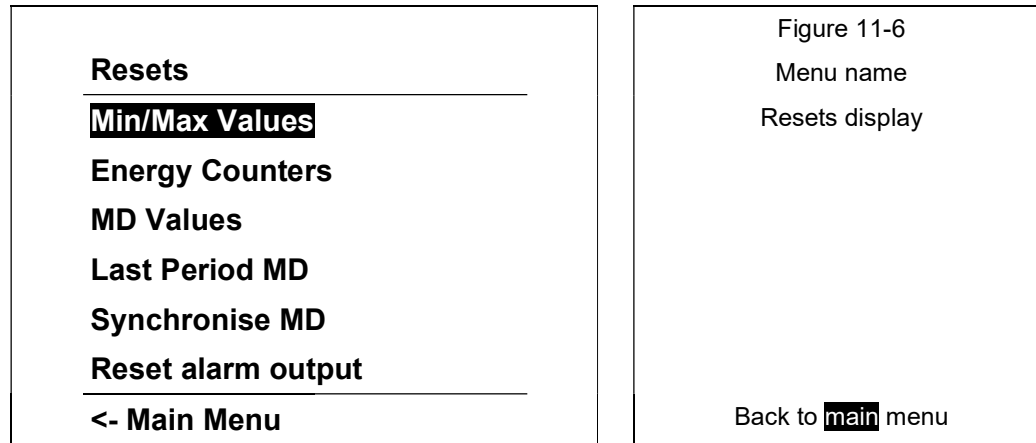 Resets
Min/Max Values
Energy Counters
MD Values
Last Period MD
Synchronise MD
Reset alarm output
<- Main Menu
Figure 11-6
Menu name
Resets display
Back to main menu